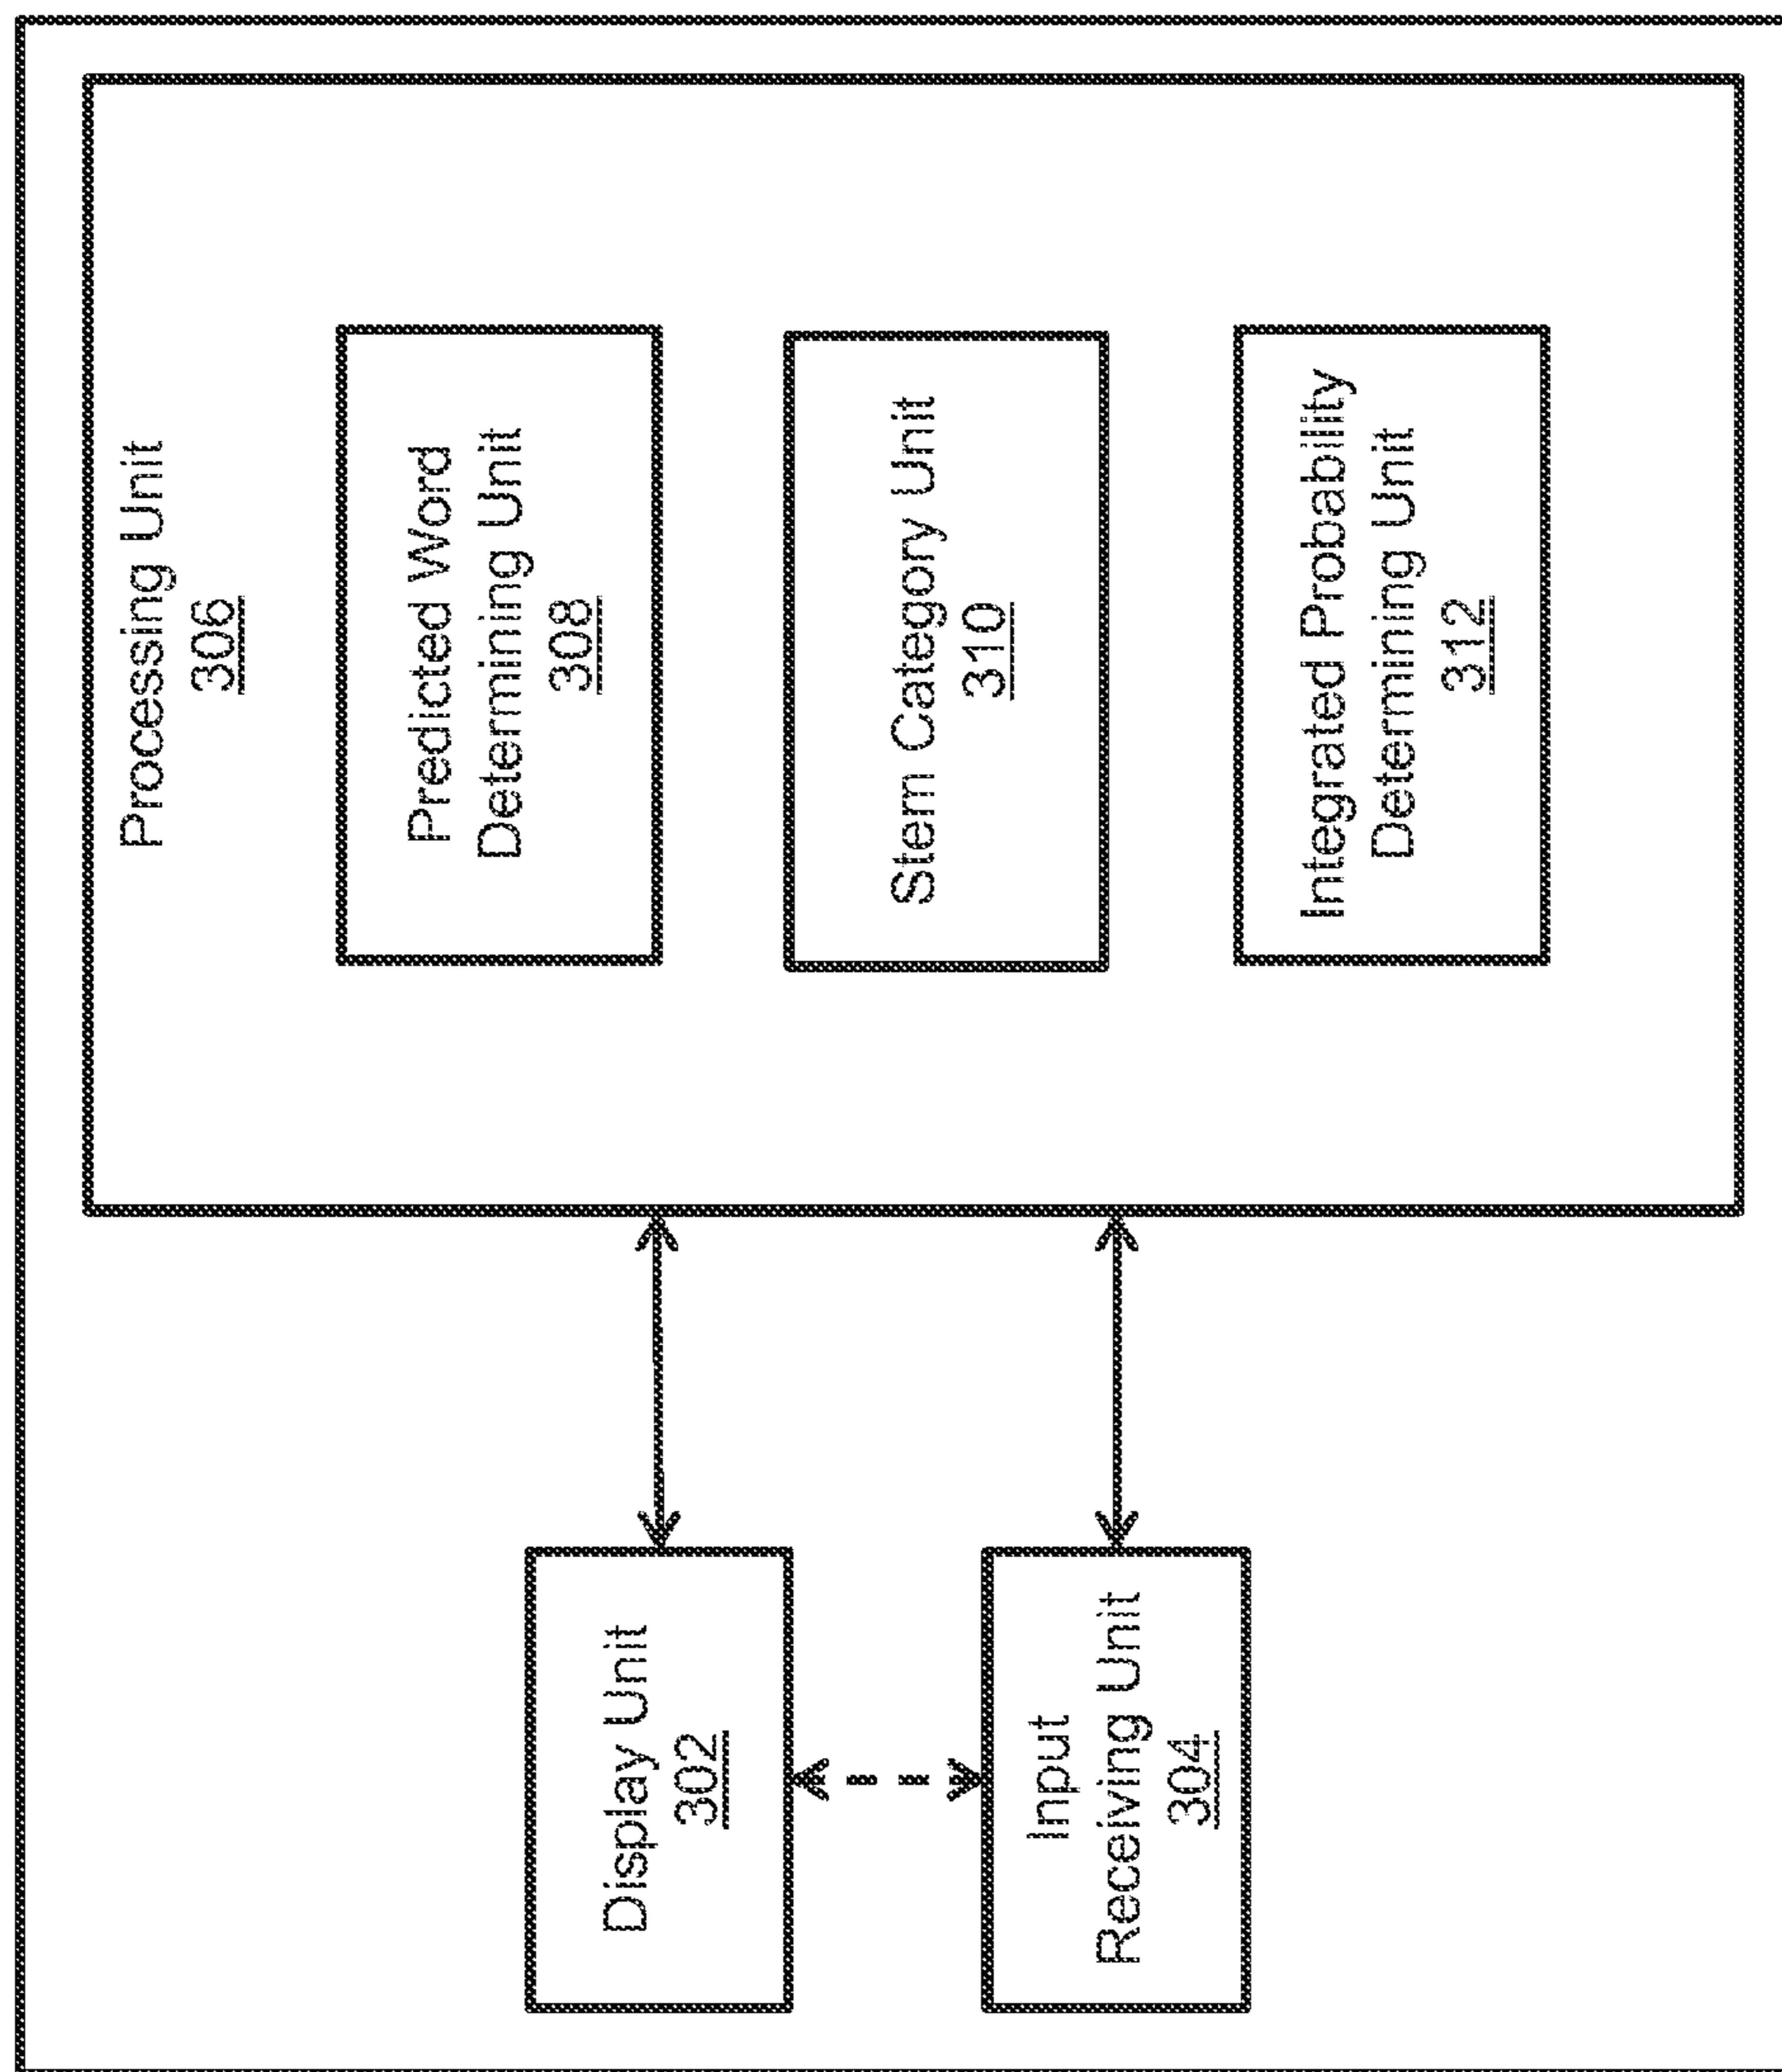 Processing Unit
306
Predicted Word
Determining Unit
308
Stem Category Unit
310
Integrated Probability
Determining Unit
312
Display Unit
302
Input
Receiving Unit
304